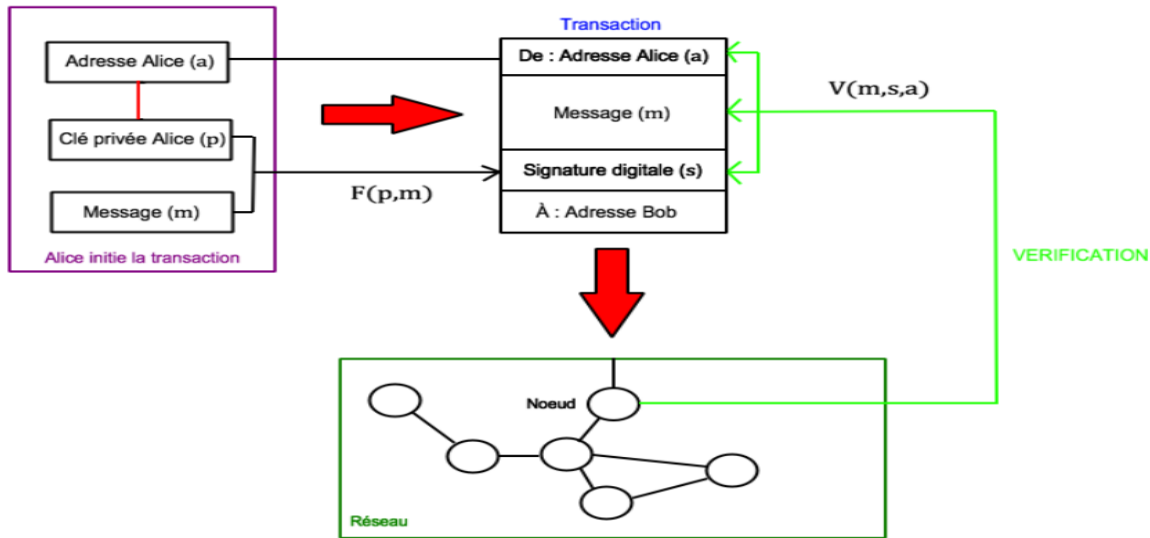 Adresse Alice (a)
Clé privée Alice (p)
Message (m)
Alice initie la transaction
F(p,m)
Transaction
De : Adresse Alice (a)
Message (m)
Signature digitale (s)
À : Adresse Bob
V(m,s,a)
VERIFICATION
Noeud
Réseau